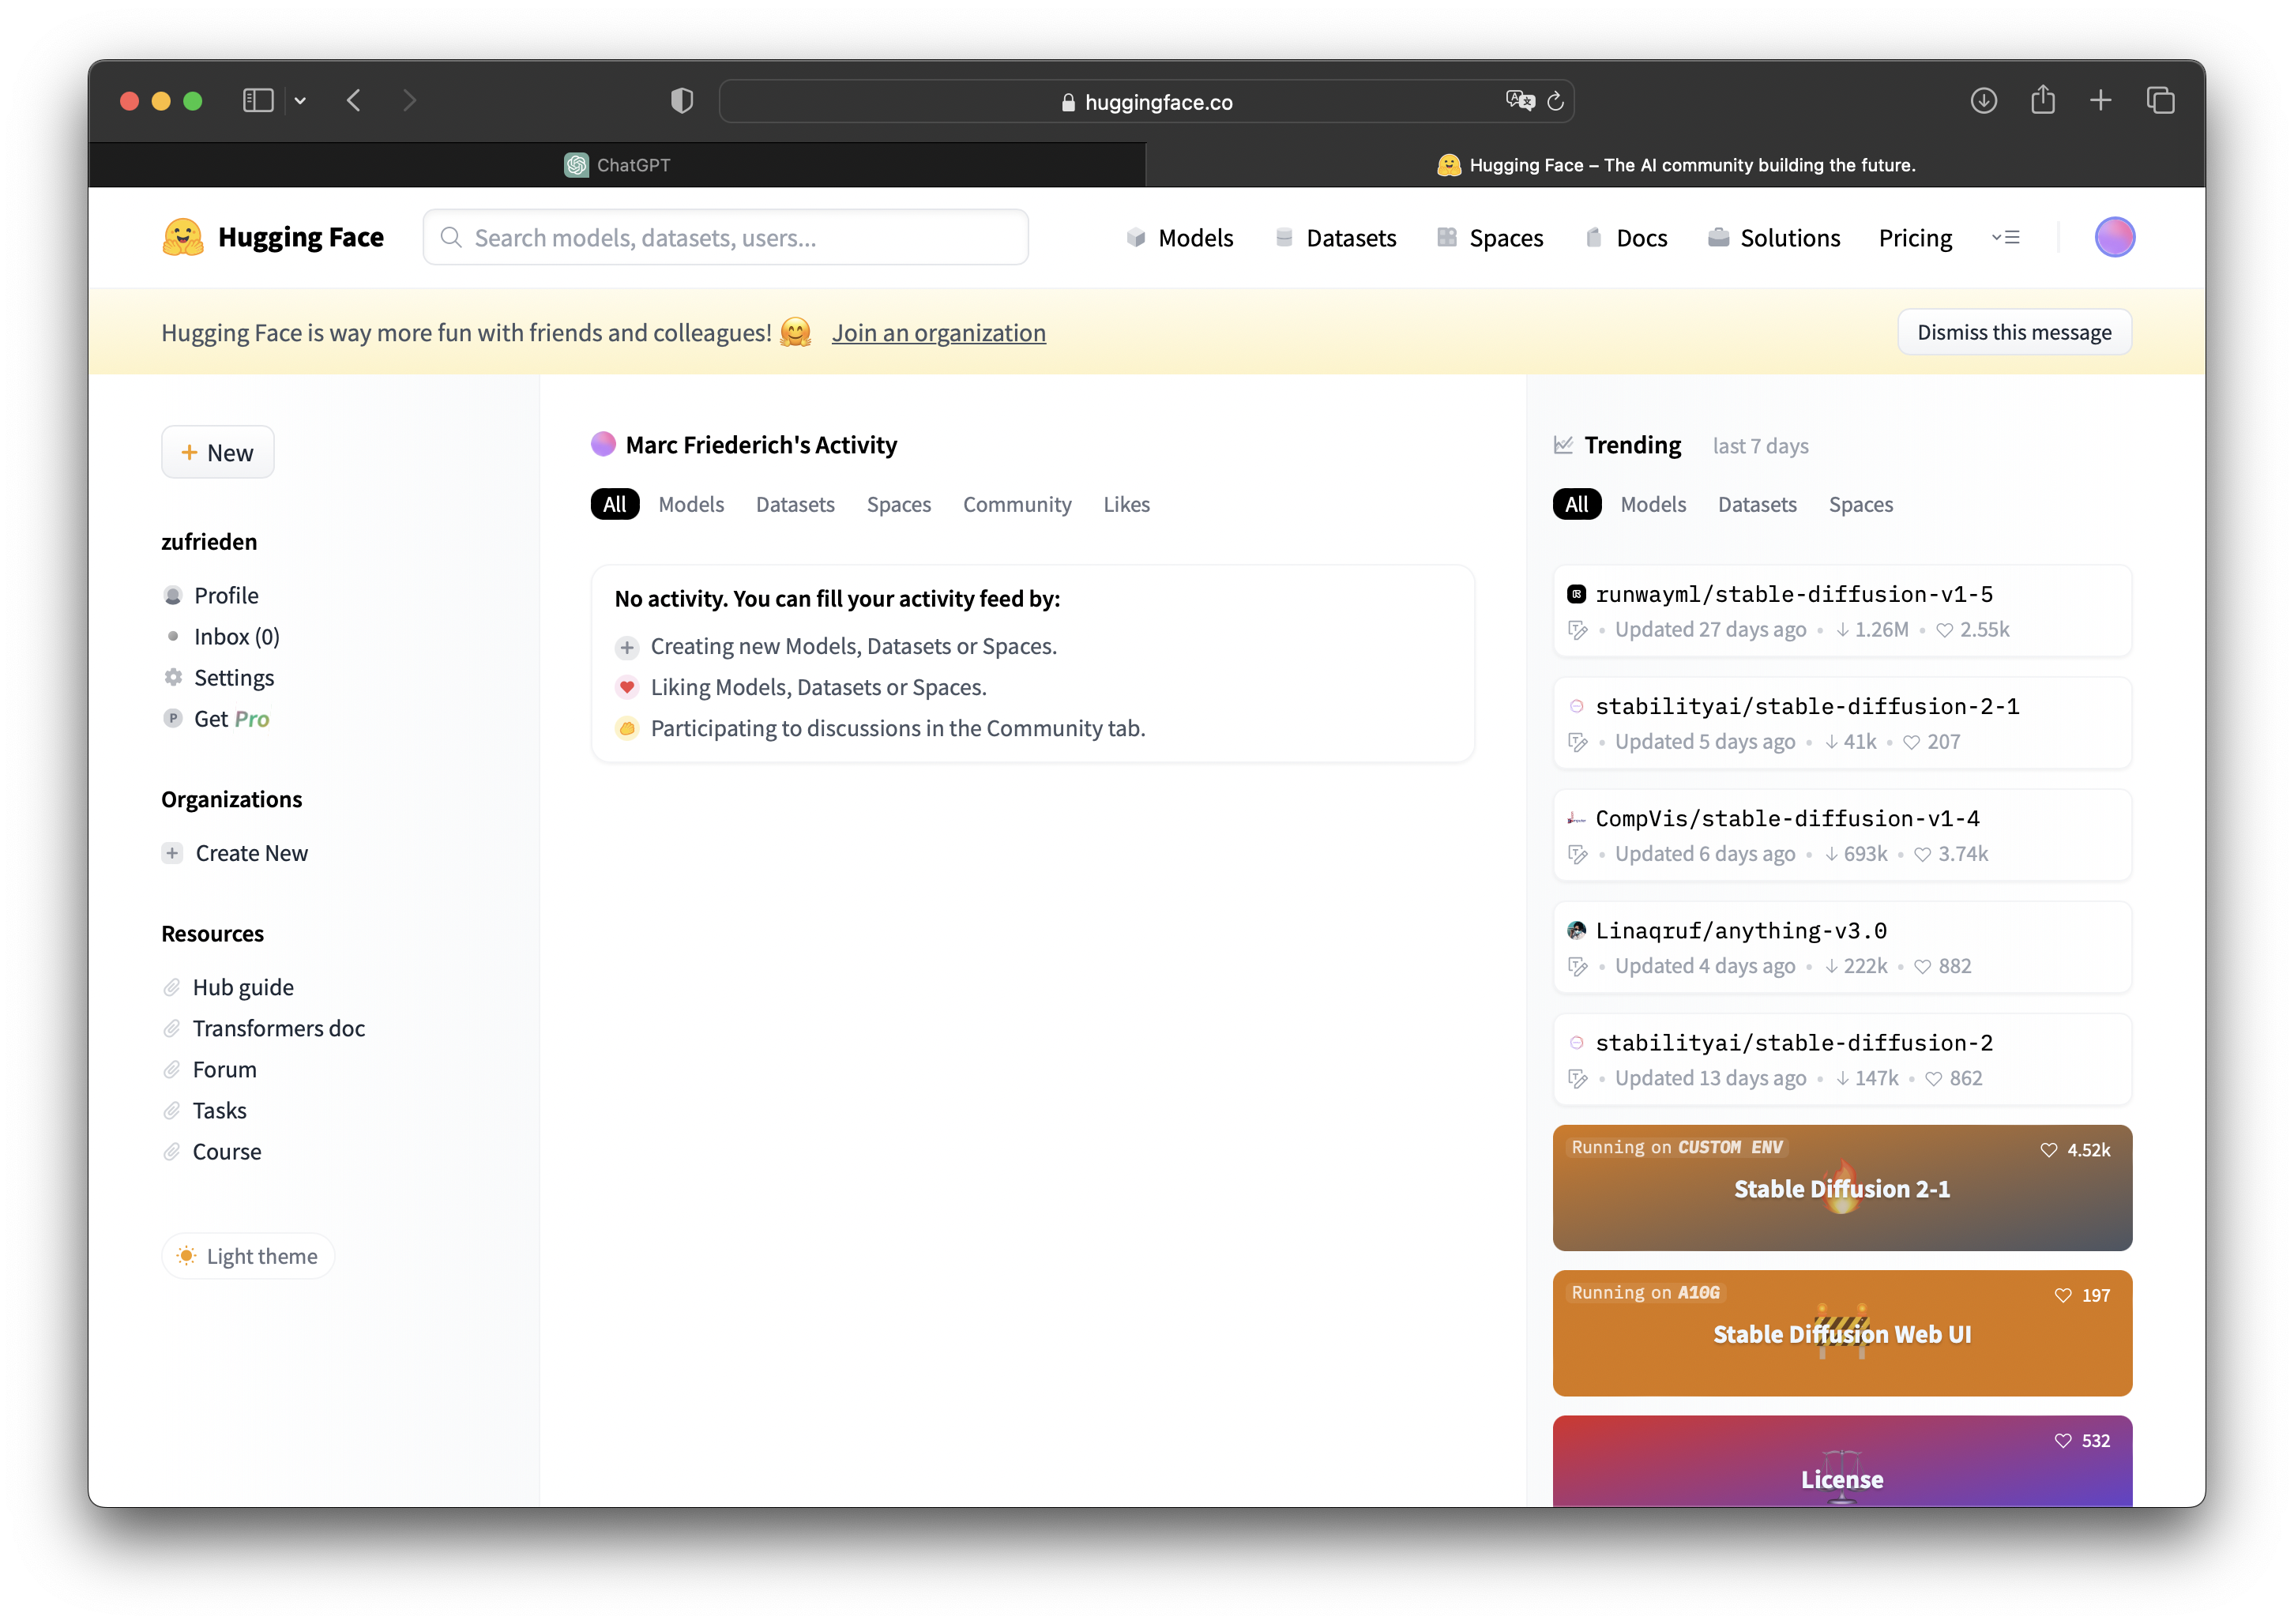 huggingface.co
ChatGPT
Hugging Face – The AI community building the future.
Hugging Face
Search models, datasets, users...
Models
Datasets
Spaces
Docs
Solutions
Pricing
Hugging Face is way more fun with friends and colleagues! 🤗 Join an organization
Dismiss this message
+ New
zufrieden
Profile
Inbox (0)
Settings
P Get Pro
Organizations
+ Create New
Resources
Hub guide
Transformers doc
Forum
Tasks
Course
Light theme
Marc Friederich's Activity
All Models Datasets Spaces Community Likes
No activity. You can fill your activity feed by:
Creating new Models, Datasets or Spaces.
Liking Models, Datasets or Spaces.
Participating to discussions in the Community tab.
Trending last 7 days
All Models Datasets Spaces
runwayml/stable-diffusion-v1-5
• Updated 27 days ago • ↓ 1.26M • ♡ 2.55k
stabilityai/stable-diffusion-2-1
• Updated 5 days ago • ↓ 41k • ♡ 207
CompVis/stable-diffusion-v1-4
• Updated 6 days ago • ↓ 693k • ♡ 3.74k
Linaqruf/anything-v3.0
• Updated 4 days ago • ↓ 222k • ♡ 882
stabilityai/stable-diffusion-2
• Updated 13 days ago • ↓ 147k • ♡ 862
Running on CUSTOM ENV ♡ 4.52k
Stable Diffusion 2-1
Running on A10G ♡ 197
Stable Diffusion Web UI
♡ 532
License